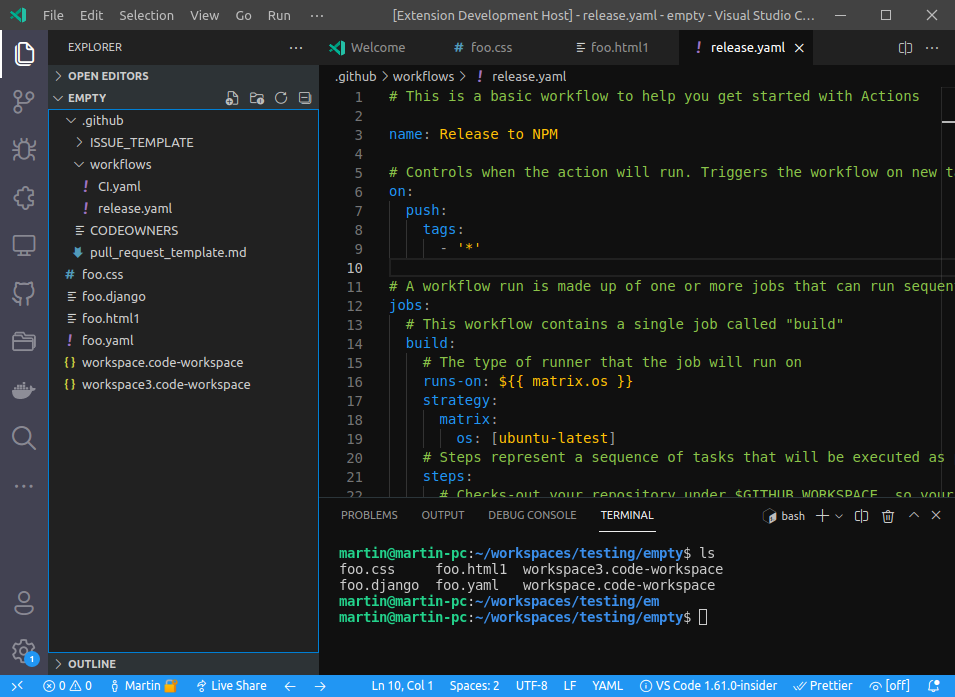 File Edit Selection View Go Run ··· [Extension Development Host] - release.yaml - empty - Visual Studio C...
EXPLORER ···
OPEN EDITORS
EMPTY
.github
ISSUE_TEMPLATE
workflows
! CI.yaml
! release.yaml
CODEOWNERS
pull_request_template.md
# foo.css
foo.django
foo.html1
! foo.yaml
{} workspace.code-workspace
{} workspace3.code-workspace
OUTLINE
Welcome # foo.css foo.html1 ! release.yaml
.github > workflows > ! release.yaml
1 # This is a basic workflow to help you get started with Actions
2
3 name: Release to NPM
4
5 # Controls when the action will run. Triggers the workflow on new t
6 on:
7 push:
8 tags:
9 - '*'
10
11 # A workflow run is made up of one or more jobs that can run sequen
12 jobs:
13 # This workflow contains a single job called "build"
14 build:
15 # The type of runner that the job will run on
16 runs-on: ${{ matrix.os }}
17 strategy:
18 matrix:
19 os: [ubuntu-latest]
20 # Steps represent a sequence of tasks that will be executed as
21 steps:
22 # Checks-out your repository under $GITHUB_WORKSPACE, so your
PROBLEMS OUTPUT DEBUG CONSOLE TERMINAL bash
martin@martin-pc:~/workspaces/testing/empty$ ls
foo.css foo.html1 workspace3.code-workspace
foo.django foo.yaml workspace.code-workspace
martin@martin-pc:~/workspaces/testing/em
martin@martin-pc:~/workspaces/testing/empty$
1
0 0 Martin Live Share Ln 10, Col 1 Spaces: 2 UTF-8 LF YAML VS Code 1.61.0-insider Prettier [off]